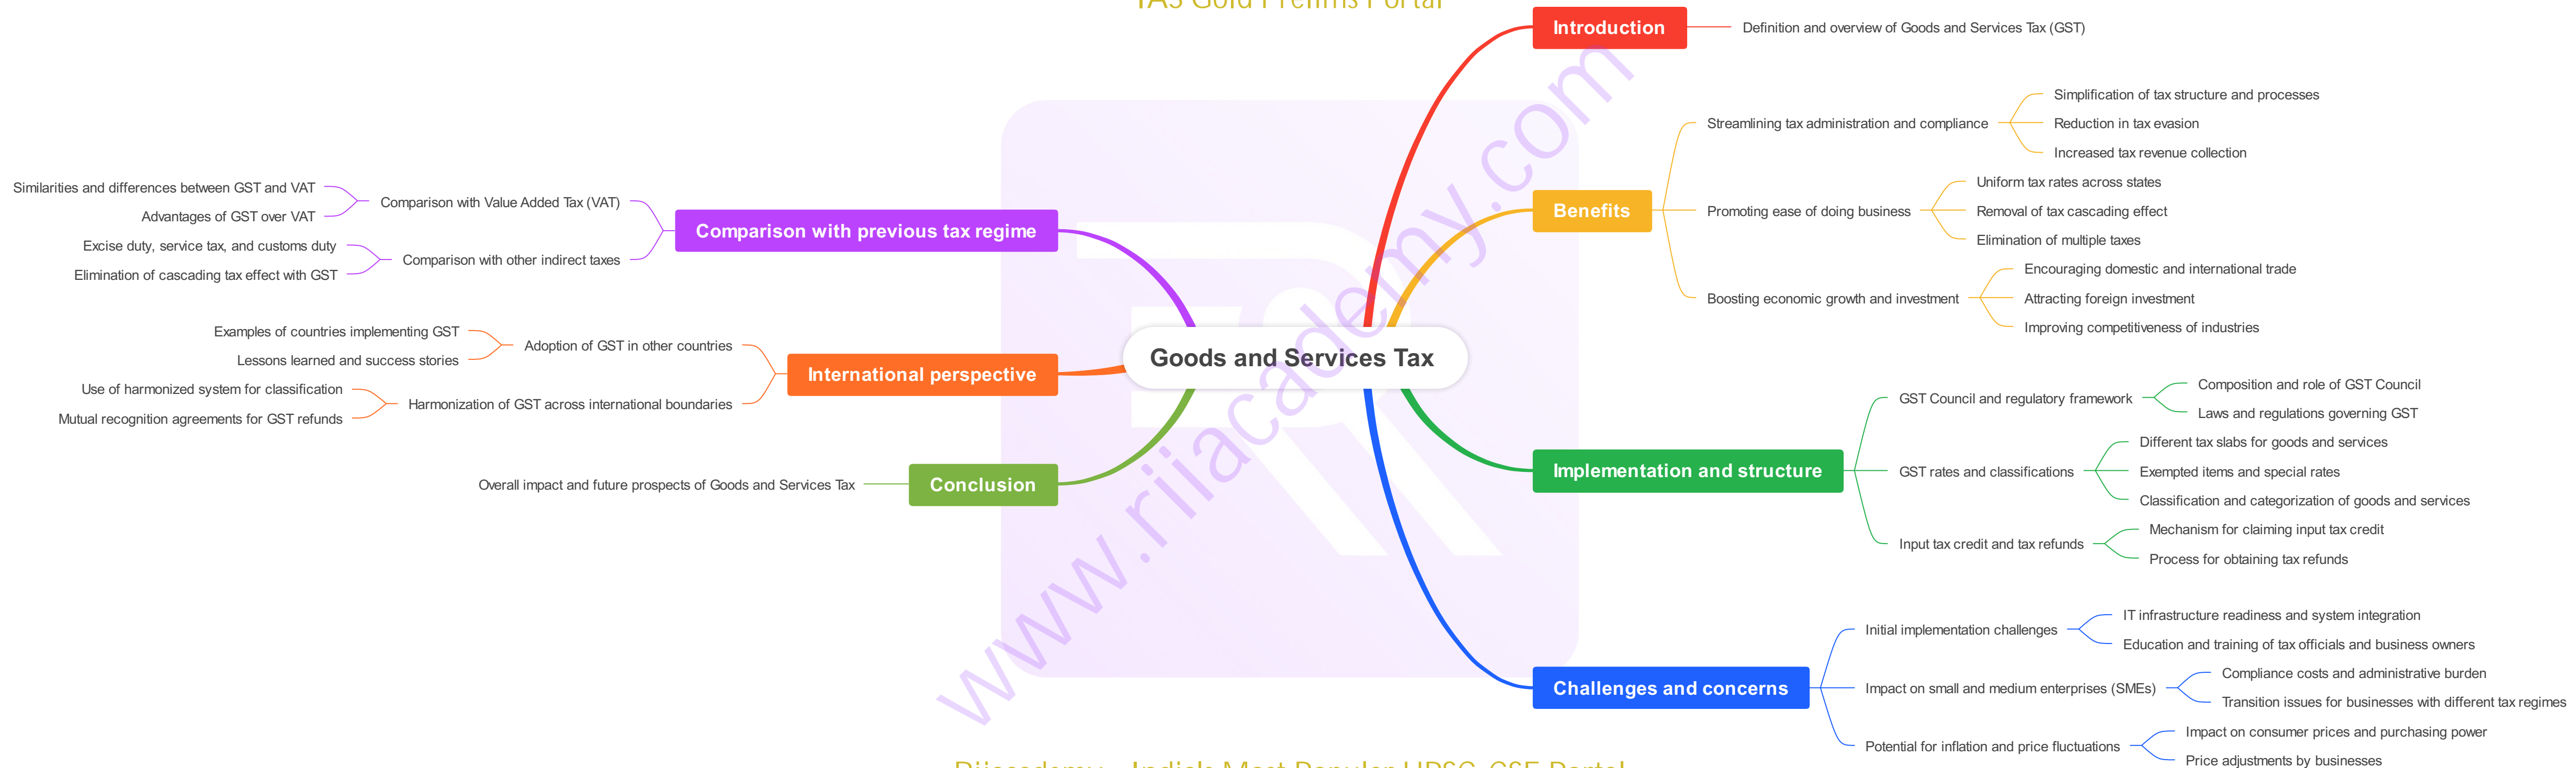 IAS Gold Prelims Portal
Goods and Services Tax
Introduction
Definition and overview of Goods and Services Tax (GST)
Benefits
Streamlining tax administration and compliance
Simplification of tax structure and processes
Reduction in tax evasion
Increased tax revenue collection
Promoting ease of doing business
Uniform tax rates across states
Removal of tax cascading effect
Elimination of multiple taxes
Boosting economic growth and investment
Encouraging domestic and international trade
Attracting foreign investment
Improving competitiveness of industries
Implementation and structure
GST Council and regulatory framework
Composition and role of GST Council
Laws and regulations governing GST
GST rates and classifications
Different tax slabs for goods and services
Exempted items and special rates
Classification and categorization of goods and services
Input tax credit and tax refunds
Mechanism for claiming input tax credit
Process for obtaining tax refunds
Challenges and concerns
Initial implementation challenges
IT infrastructure readiness and system integration
Education and training of tax officials and business owners
Impact on small and medium enterprises (SMEs)
Compliance costs and administrative burden
Transition issues for businesses with different tax regimes
Potential for inflation and price fluctuations
Impact on consumer prices and purchasing power
Price adjustments by businesses
Comparison with previous tax regime
Comparison with Value Added Tax (VAT)
Similarities and differences between GST and VAT
Advantages of GST over VAT
Comparison with other indirect taxes
Excise duty, service tax, and customs duty
Elimination of cascading tax effect with GST
International perspective
Adoption of GST in other countries
Examples of countries implementing GST
Lessons learned and success stories
Harmonization of GST across international boundaries
Use of harmonized system for classification
Mutual recognition agreements for GST refunds
Conclusion
Overall impact and future prospects of Goods and Services Tax
www.rijacademy.com
Rijacademy - India's Most Popular UPSC-CSE Portal